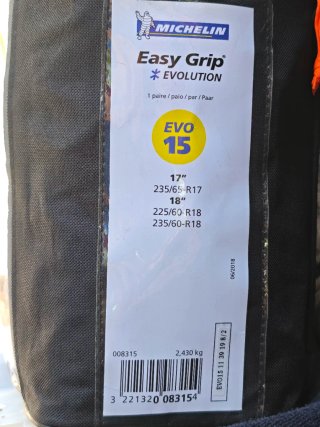 MICHELIN
Easy Grip®
EVOLUTION
1 paire / paio / par / Paar
EVO
15
17"
235/65-R17
18"
225/60-R18
235/60-R18
06/2018
008315
2,430 kg
3 221320 083154
EVO15 11 39 19 8/2